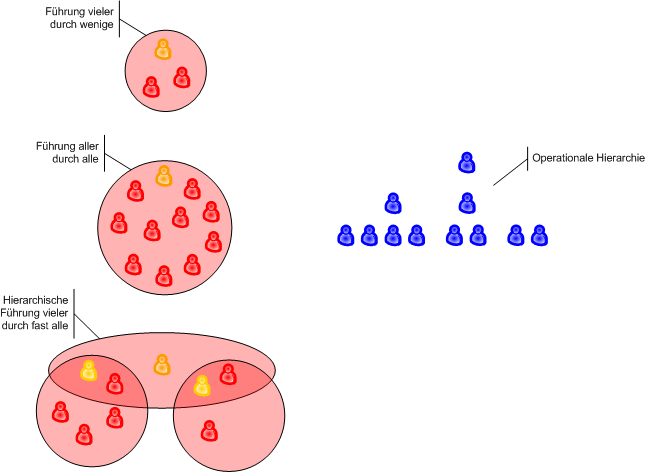 Führung vieler
durch wenige
Führung aller
durch alle
Operationale Hierarchie
Hierarchische
Führung vieler
durch fast alle